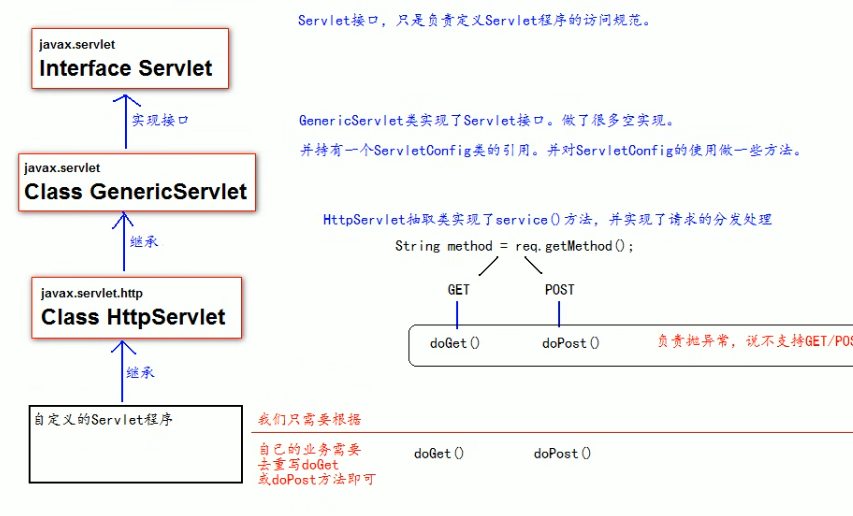 Servlet接口，只是负责定义Servlet程序的访问规范。
javax.servlet
Interface Servlet
实现接口
GenericServlet类实现了Servlet接口。做了很多空实现。
并持有一个ServletConfig类的引用。并对ServletConfig的使用做一些方法。
javax.servlet
Class GenericServlet
继承
HttpServlet抽取类实现了service()方法，并实现了请求的分发处理
String method = req.getMethod();
GET
POST
javax.servlet.http
Class HttpServlet
doGet()
doPost()
负责抛异常，说不支持GET/POS
继承
自定义的Servlet程序
我们只需要根据
自己的业务需要
去重写doGet
或doPost方法即可
doGet()
doPost()